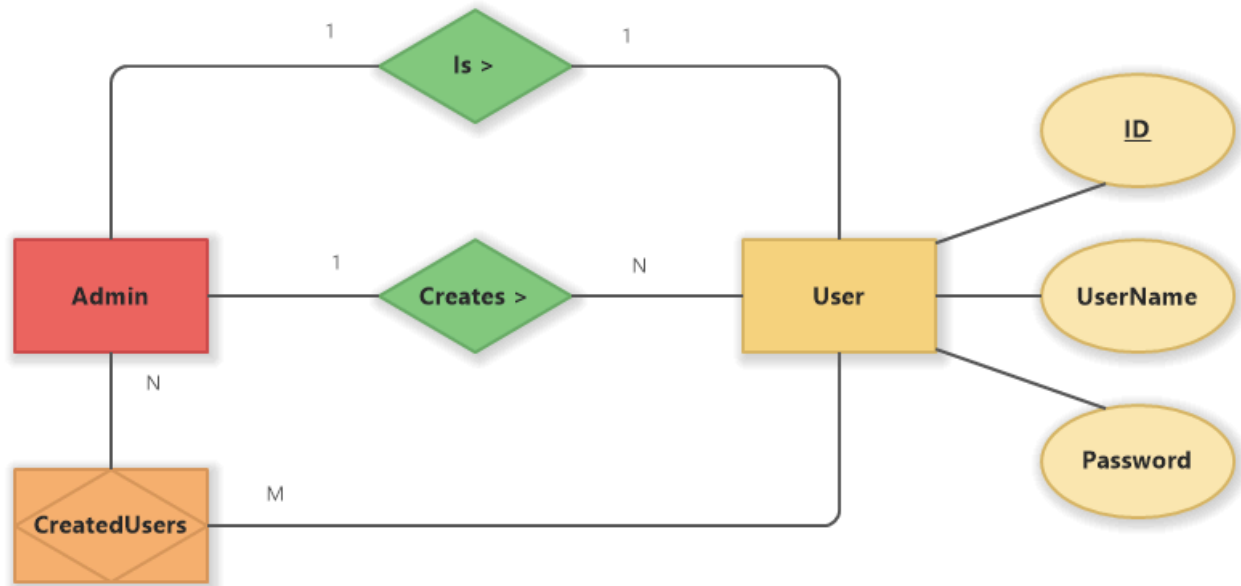 1
Is >
1
ID
Admin
1
Creates >
N
User
UserName
N
Password
CreatedUsers
M